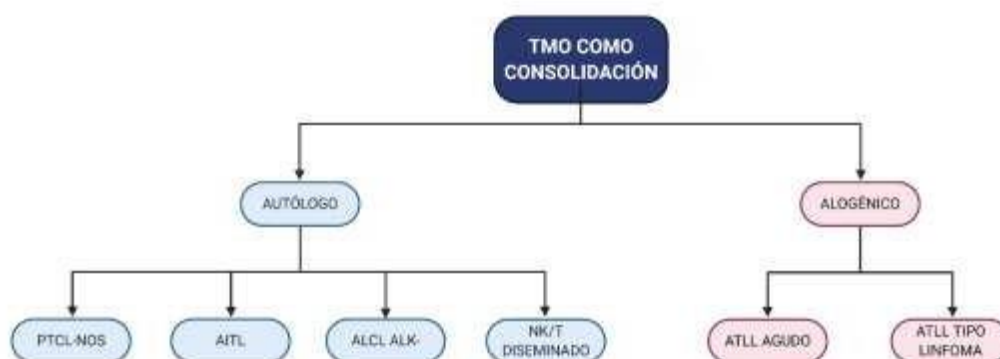 TMO COMO
CONSOLIDACIÓN
AUTÓLOGO
ALOGÉNICO
PTCL-NOS
AITL
ALCL ALK-
NK/T
DISEMINADO
ATLL AGUDO
ATLL TIPO
LINFOMA